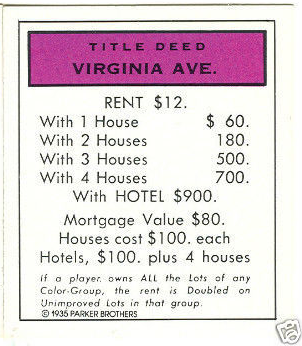 TITLE DEED
VIRGINIA AVE.
RENT $12.
With 1 House $ 60.
With 2 Houses 180.
With 3 Houses 500.
With 4 Houses 700.
With HOTEL $900.
Mortgage Value $80.
Houses cost $100. each
Hotels, $100. plus 4 houses
If a player owns ALL the Lots of any
Color-Group, the rent is Doubled on
Unimproved Lots in that group.
© 1935 PARKER BROTHERS